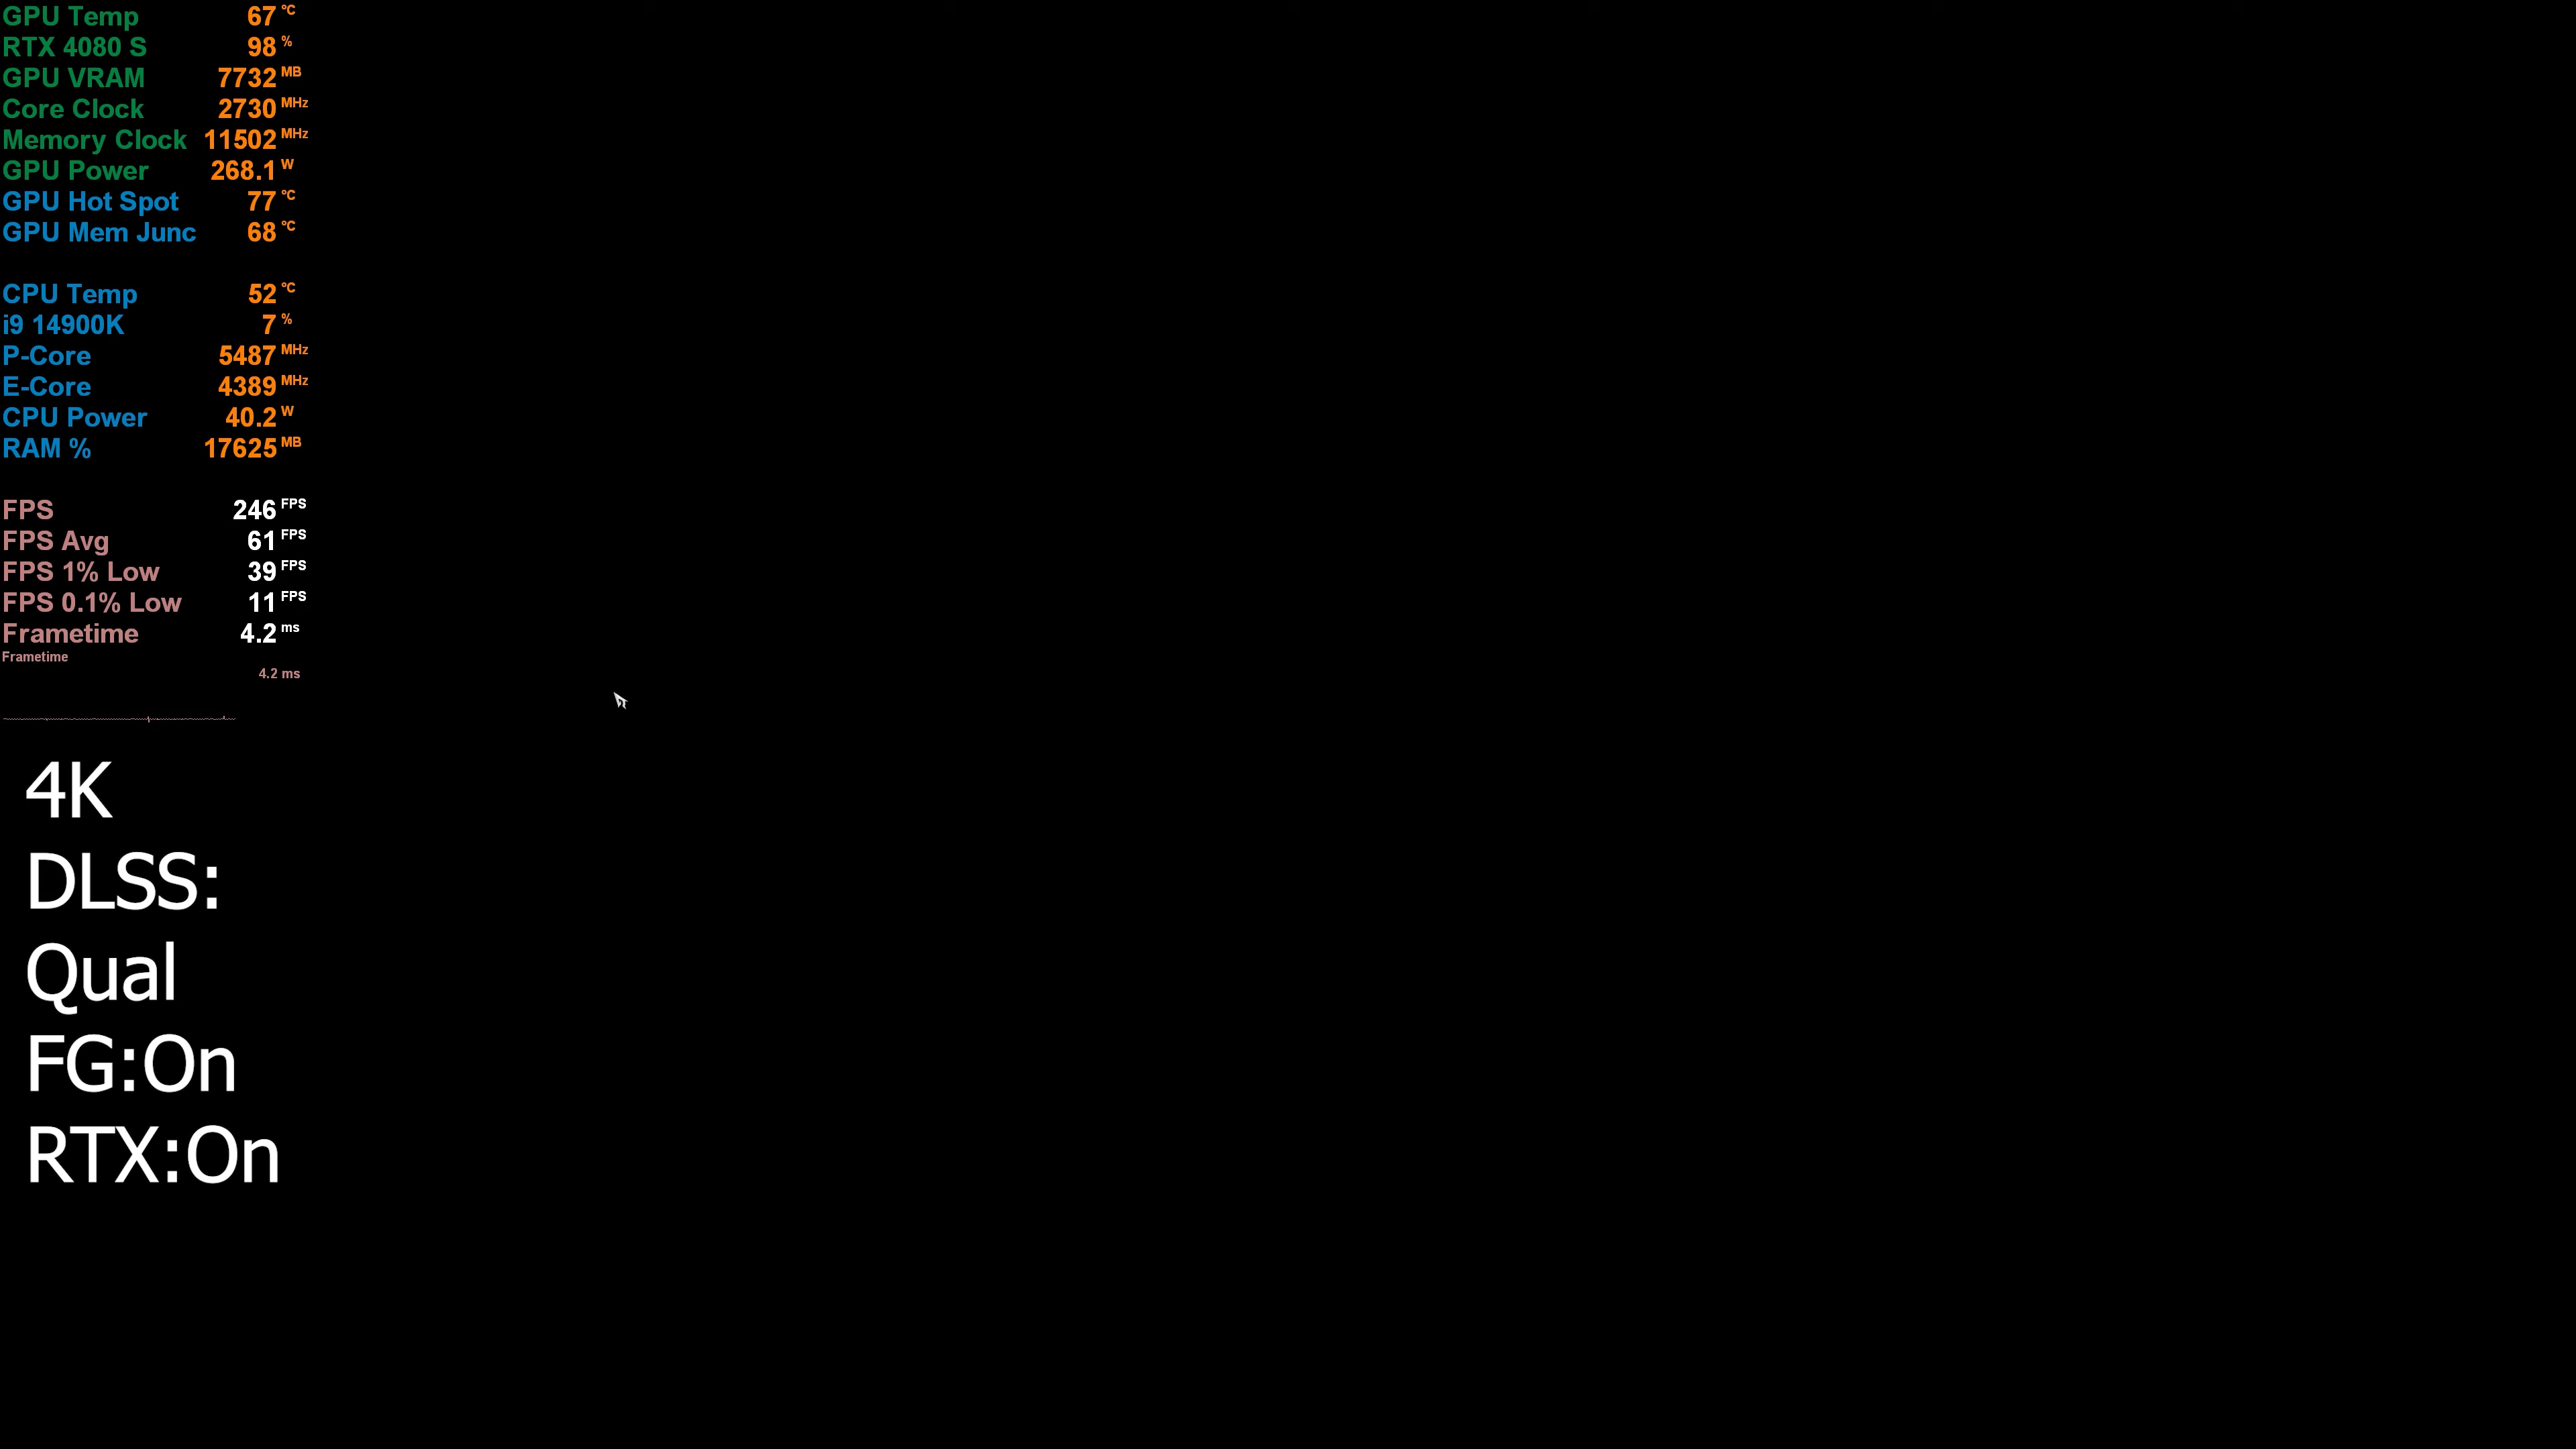 GPU Temp 67 °C
RTX 4080 S 98 %
GPU VRAM 7732 MB
Core Clock 2730 MHz
Memory Clock 11502 MHz
GPU Power 268.1 W
GPU Hot Spot 77 °C
GPU Mem Junc 68 °C
CPU Temp 52 °C
i9 14900K 7 %
P-Core 5487 MHz
E-Core 4389 MHz
CPU Power 40.2 W
RAM % 17625 MB
FPS 246 FPS
FPS Avg 61 FPS
FPS 1% Low 39 FPS
FPS 0.1% Low 11 FPS
Frametime 4.2 ms
Frametime
4.2 ms
4K
DLSS:
Qual
FG:On
RTX:On